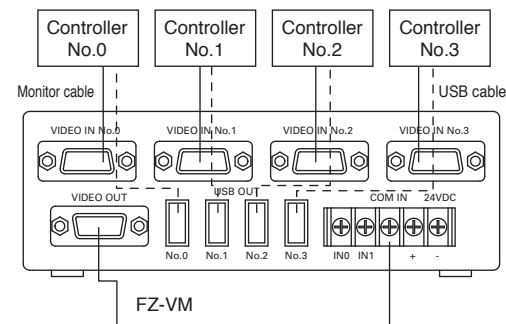 Controller No.0 Controller No.1 Controller No.2 Controller No.3
Monitor cable USB cable
VIDEO IN No.0 VIDEO IN No.1 VIDEO IN No.2 VIDEO IN No.3
VIDEO OUT USB OUT COM IN 24VDC
No.0 No.1 No.2 No.3 IN0 IN1 + -
FZ-VM